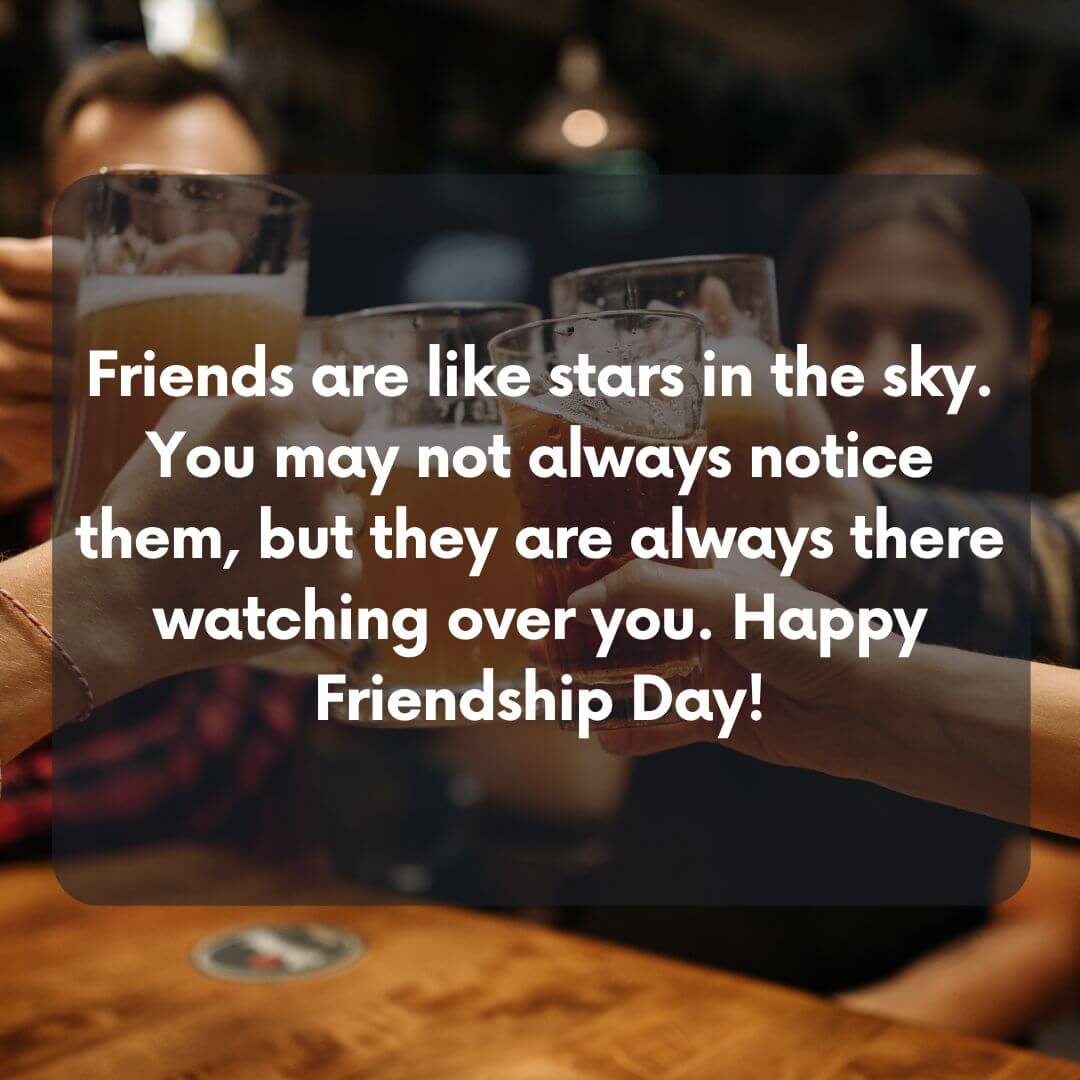 Friends are like stars in the sky.
You may not always notice
them, but they are always there
watching over you. Happy
Friendship Day!